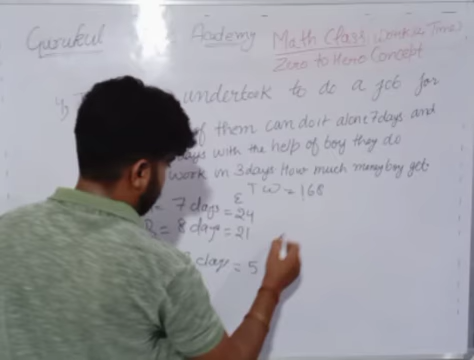 Gurukul Academy Math Class
Zero to Hero Concept
undertook to do a job for
of them can do it alone 7days and
days with the help of boy they do
work in 3days How much money boy get
TW = 168
= 7 days = 24
E
B = 8 days = 21
days = 5